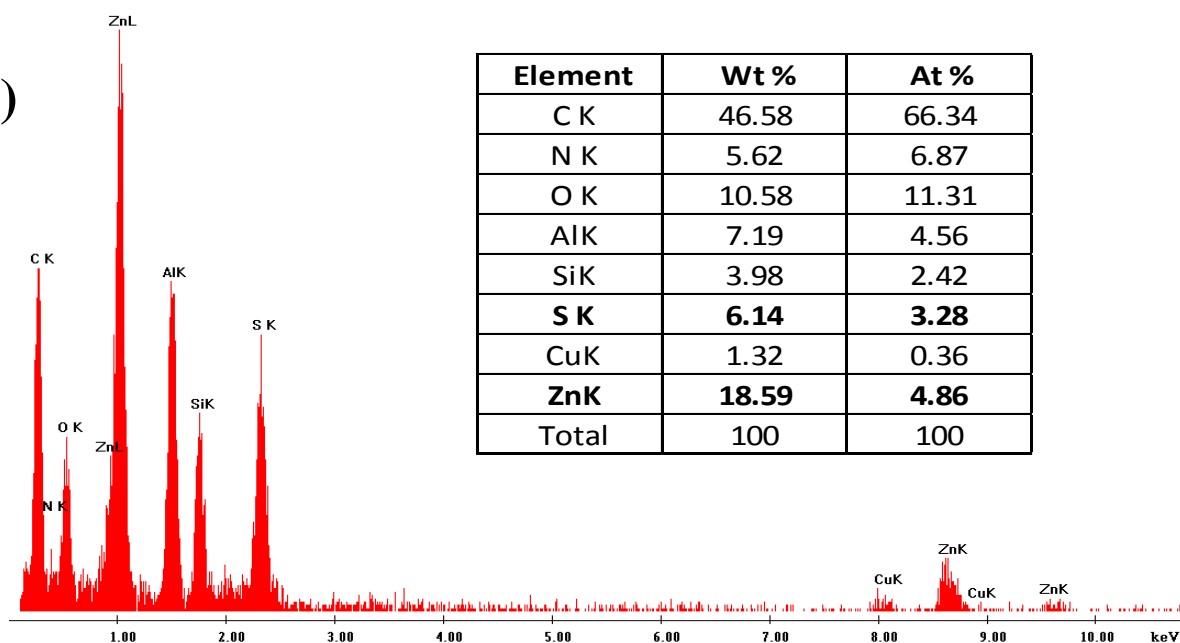 )
ZnL
C K
AlK
S K
SiK
O K
ZnL
N K
ZnK
CuK
CuK
ZnK
1.00 2.00 3.00 4.00 5.00 6.00 7.00 8.00 9.00 10.00 keV
Element Wt % At %
C K 46.58 66.34
N K 5.62 6.87
O K 10.58 11.31
AlK 7.19 4.56
SiK 3.98 2.42
S K 6.14 3.28
CuK 1.32 0.36
ZnK 18.59 4.86
Total 100 100